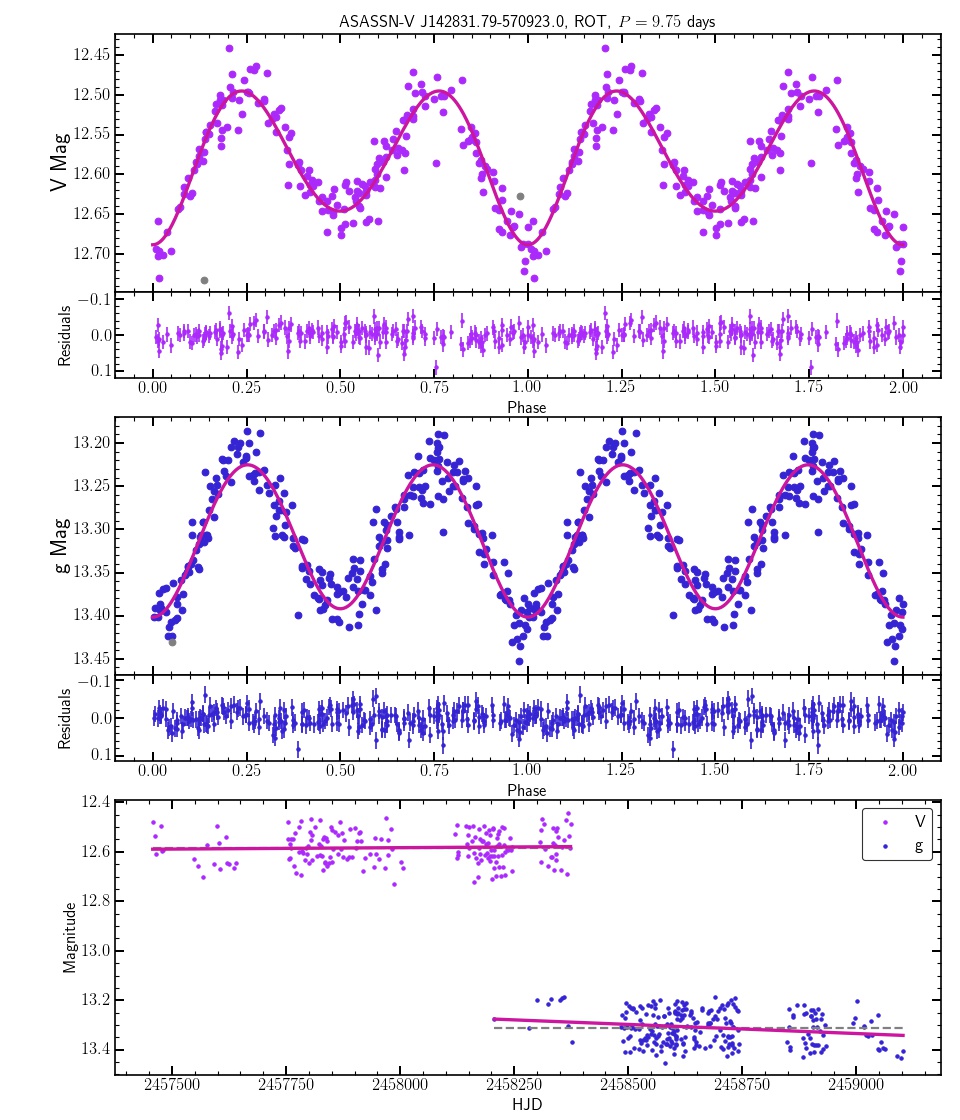 ASASSN-V J142831.79-570923.0, ROT, P = 9.75 days
V Mag
12.45
12.50
12.55
12.60
12.65
12.70
Residuals
−0.1
0.0
0.1
0.00 0.25 0.50 0.75 1.00 1.25 1.50 1.75 2.00
Phase
g Mag
13.20
13.25
13.30
13.35
13.40
13.45
Residuals
−0.1
0.0
0.1
0.00 0.25 0.50 0.75 1.00 1.25 1.50 1.75 2.00
Phase
Magnitude
12.4
12.6
12.8
13.0
13.2
13.4
V
g
2457500 2457750 2458000 2458250 2458500 2458750 2459000
HJD